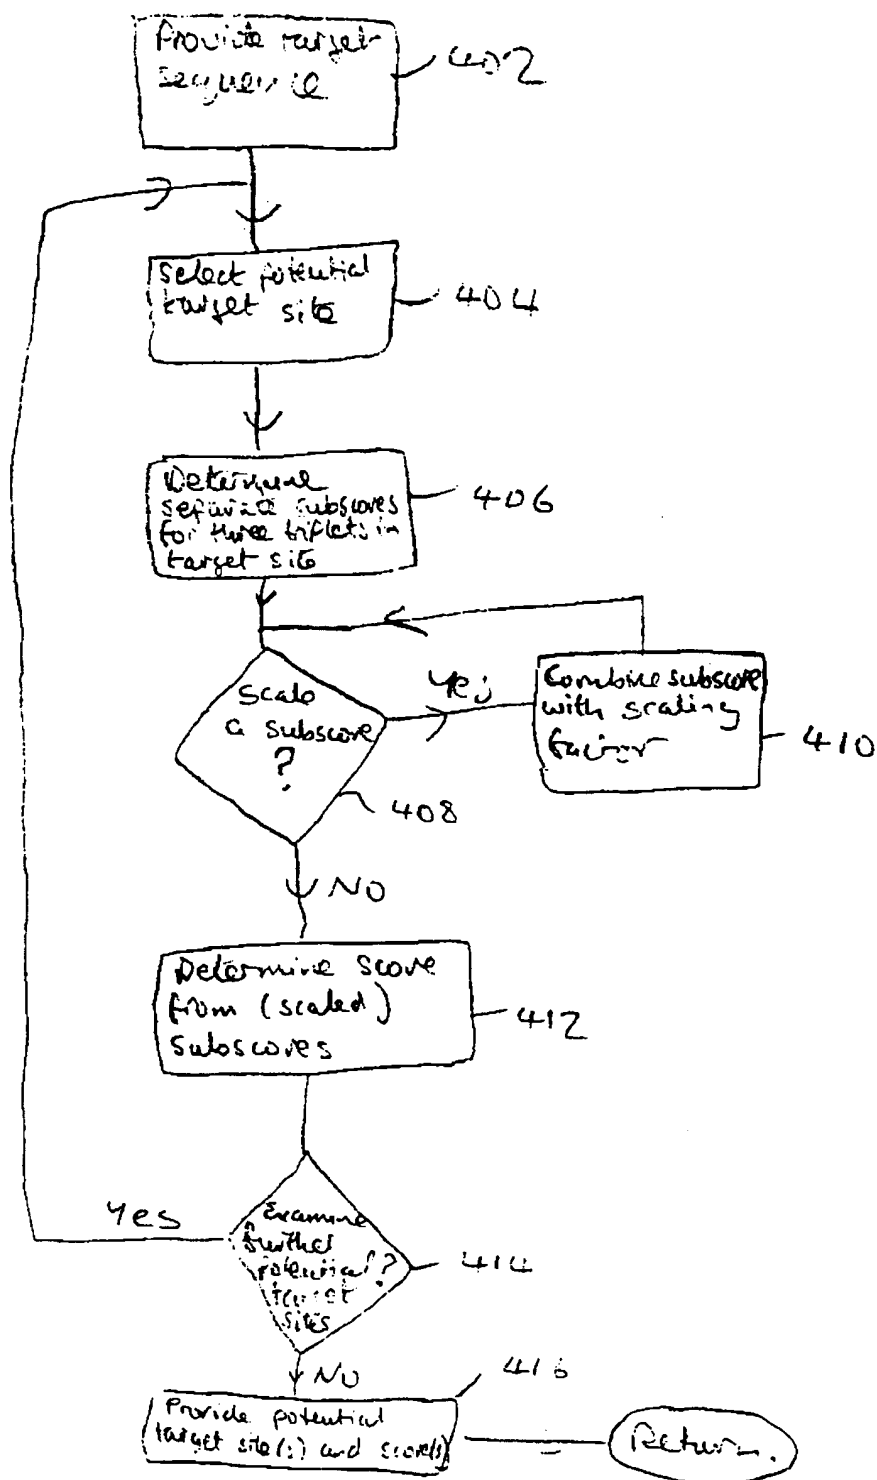 Provide target
sequence
402
Select potential
target site
404
Determine
separate subscores
for three triplets in
target site
406
Scale
a subscore
?
408
Yes
Combine subscore
with scaling
factor
410
NO
Determine score
from (scaled)
subscores
412
Examine
further
potential?
target
sites
414
Yes
NO
416
Provide potential
target site(s) and score(s)
Return.